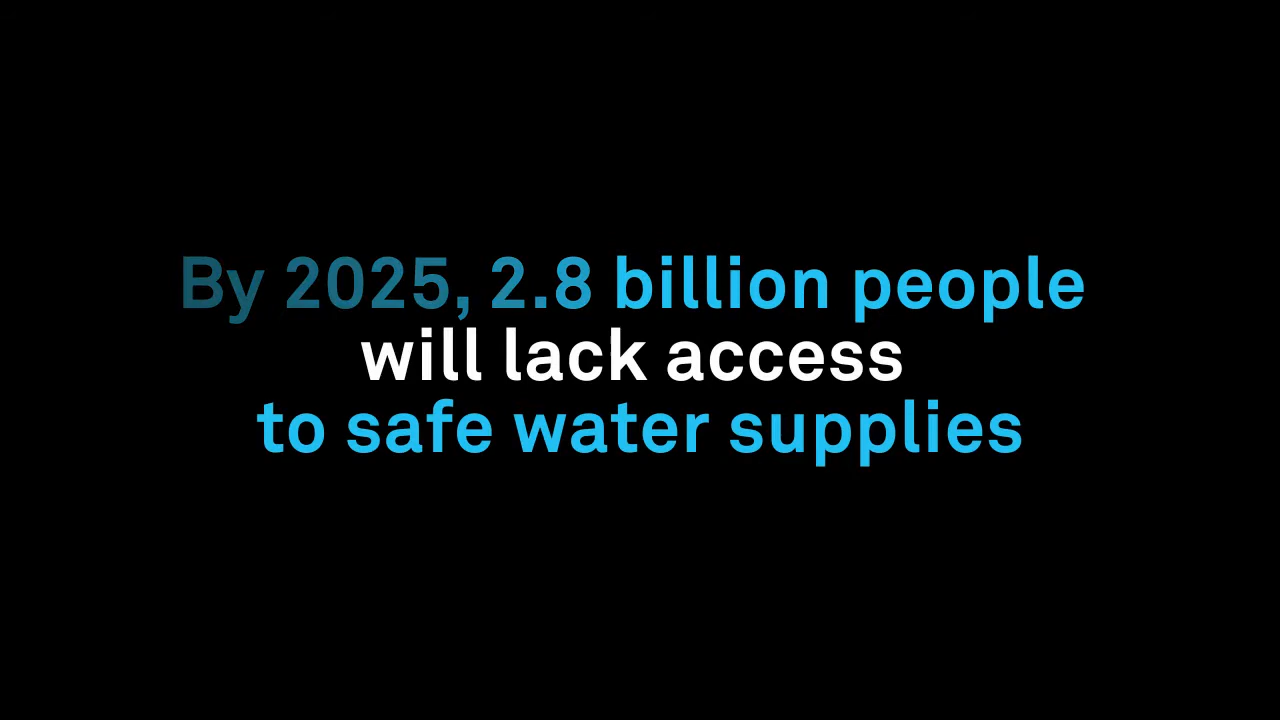 By 2025, 2.8 billion people
will lack access
to safe water supplies